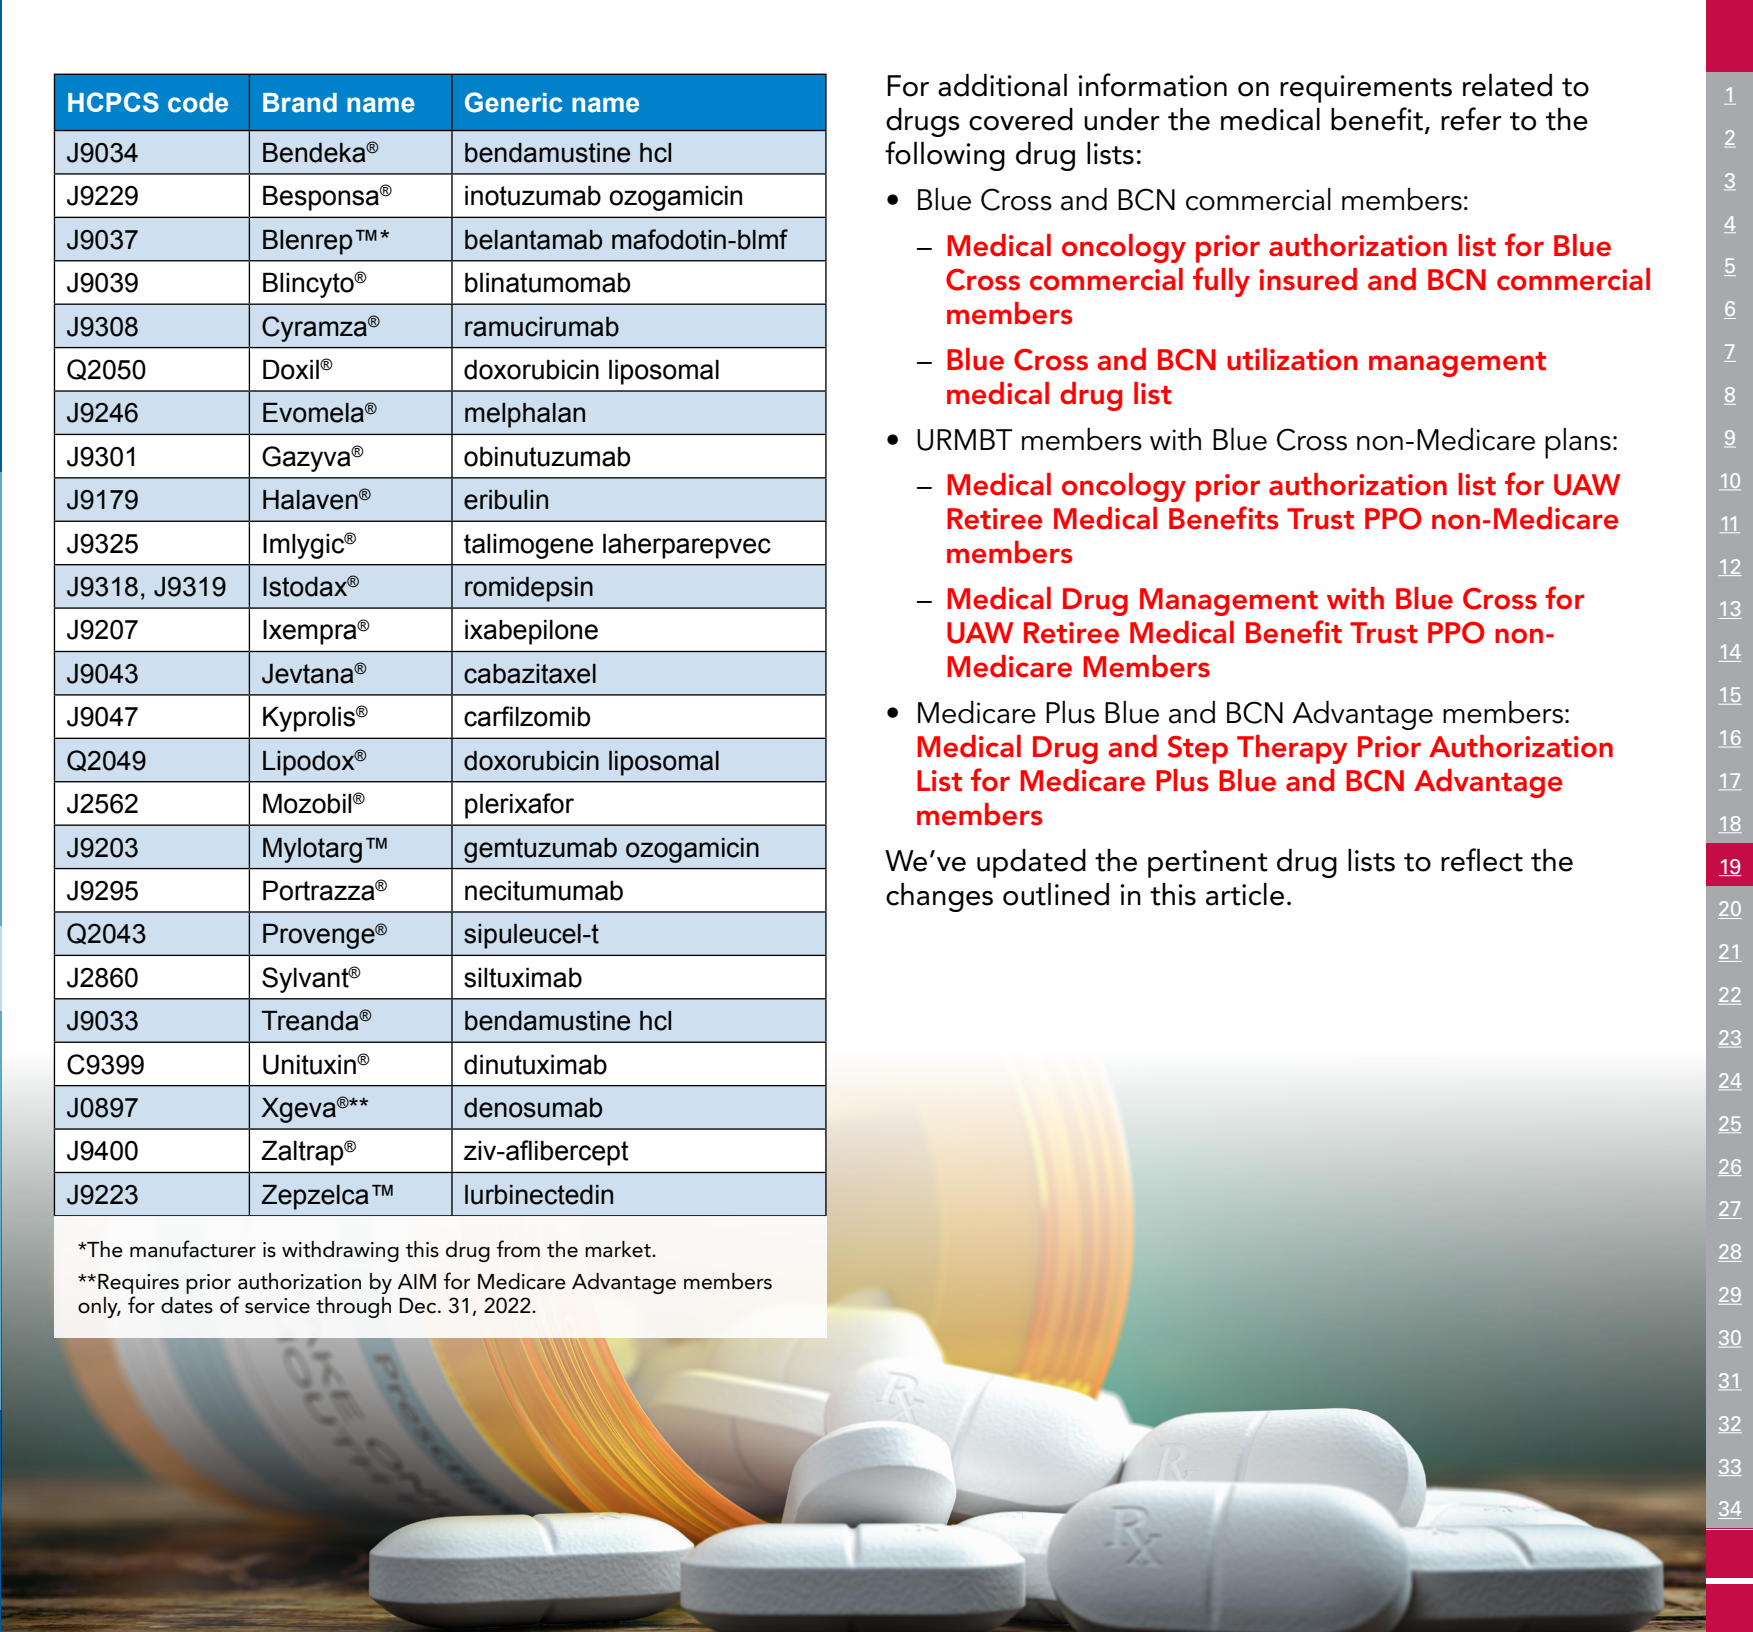 HCPCS code Brand name Generic name
J9034 Bendeka® bendamustine hcl
J9229 Besponsa® inotuzumab ozogamicin
J9037 Blenrep™* belantamab mafodotin-blmf
J9039 Blincyto® blinatumomab
J9308 Cyramza® ramucirumab
Q2050 Doxil® doxorubicin liposomal
J9246 Evomela® melphalan
J9301 Gazyva® obinutuzumab
J9179 Halaven® eribulin
J9325 Imlygic® talimogene laherparepvec
J9318, J9319 Istodax® romidepsin
J9207 Ixempra® ixabepilone
J9043 Jevtana® cabazitaxel
J9047 Kyprolis® carfilzomib
Q2049 Lipodox® doxorubicin liposomal
J2562 Mozobil® plerixafor
J9203 Mylotarg™ gemtuzumab ozogamicin
J9295 Portrazza® necitumumab
Q2043 Provenge® sipuleucel-t
J2860 Sylvant® siltuximab
J9033 Treanda® bendamustine hcl
C9399 Unituxin® dinutuximab
J0897 Xgeva®** denosumab
J9400 Zaltrap® ziv-aflibercept
J9223 Zepzelca™ lurbinectedin
*The manufacturer is withdrawing this drug from the market.
**Requires prior authorization by AIM for Medicare Advantage members
only, for dates of service through Dec. 31, 2022.
For additional information on requirements related to
drugs covered under the medical benefit, refer to the
following drug lists:
• Blue Cross and BCN commercial members:
– Medical oncology prior authorization list for Blue
Cross commercial fully insured and BCN commercial
members
– Blue Cross and BCN utilization management
medical drug list
• URMBT members with Blue Cross non-Medicare plans:
– Medical oncology prior authorization list for UAW
Retiree Medical Benefits Trust PPO non-Medicare
members
– Medical Drug Management with Blue Cross for
UAW Retiree Medical Benefit Trust PPO non-
Medicare Members
• Medicare Plus Blue and BCN Advantage members:
Medical Drug and Step Therapy Prior Authorization
List for Medicare Plus Blue and BCN Advantage
members
We’ve updated the pertinent drug lists to reflect the
changes outlined in this article.
1
2
3
4
5
6
7
8
9
10
11
12
13
14
15
16
17
18
19
20
21
22
23
24
25
26
27
28
29
30
31
32
33
34
Rx
Rx
Rx